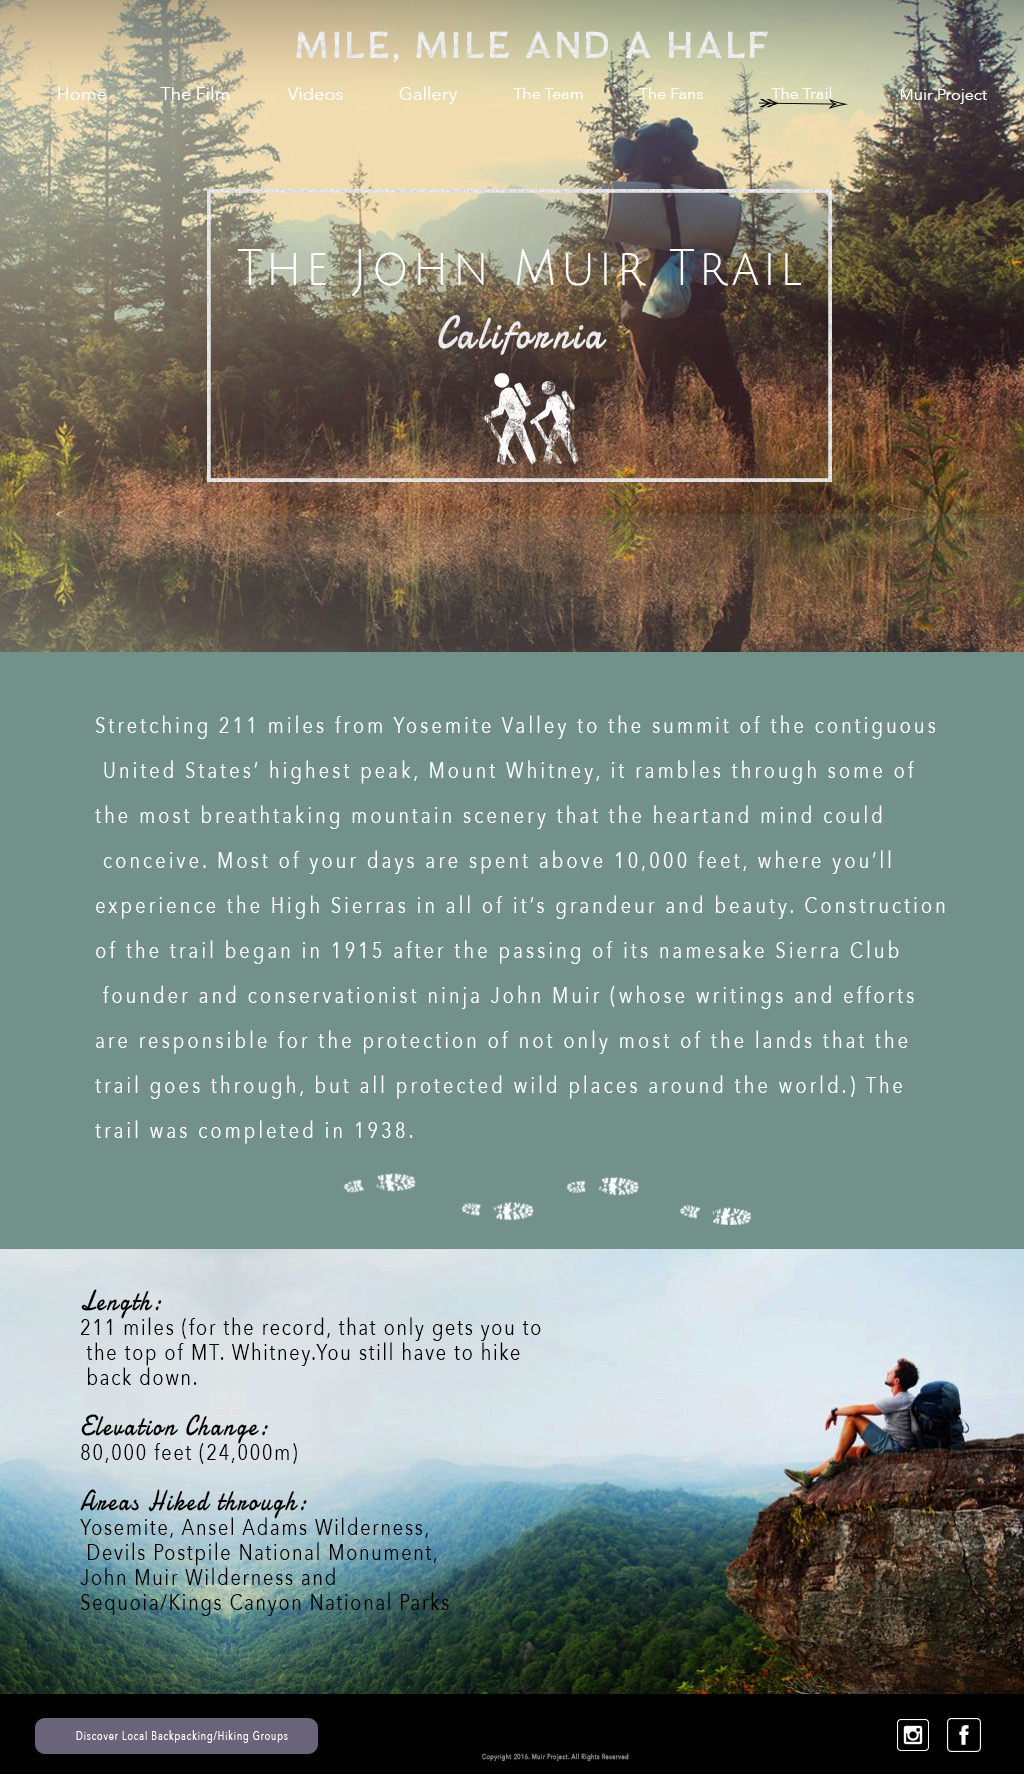 MILE, MILE AND A HALF
Home The Film Videos Gallery The Team The Fans The Trail Muir Project
The John Muir Trail
California
Stretching 211 miles from Yosemite Valley to the summit of the contiguous
United States’ highest peak, Mount Whitney, it rambles through some of
the most breathtaking mountain scenery that the heartand mind could
conceive. Most of your days are spent above 10,000 feet, where you’ll
experience the High Sierras in all of it’s grandeur and beauty. Construction
of the trail began in 1915 after the passing of its namesake Sierra Club
founder and conservationist ninja John Muir (whose writings and efforts
are responsible for the protection of not only most of the lands that the
trail goes through, but all protected wild places around the world.) The
trail was completed in 1938.
Length:
211 miles (for the record, that only gets you to
the top of MT. Whitney.You still have to hike
back down.
Elevation Change:
80,000 feet (24,000m)
Areas Hiked through:
Yosemite, Ansel Adams Wilderness,
Devils Postpile National Monument,
John Muir Wilderness and
Sequoia/Kings Canyon National Parks
Discover Local Backpacking/Hiking Groups
Copyright 2016. Muir Project. All Rights Reserved